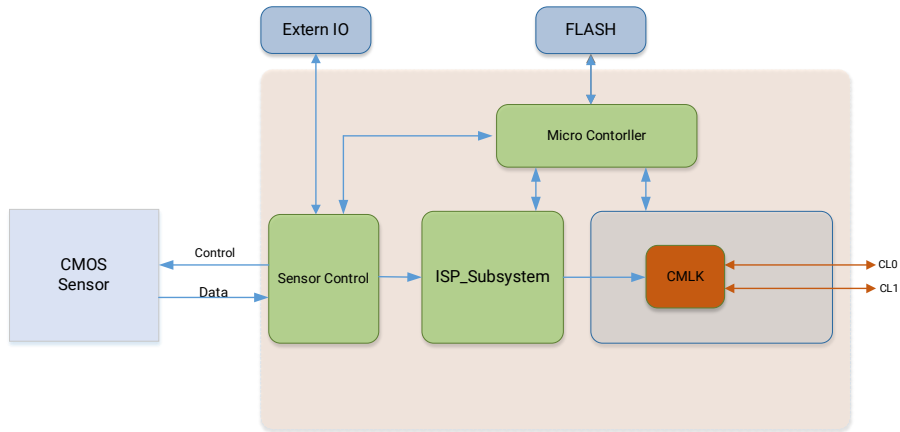 Extern IO
FLASH
Micro Contorller
CMOS
Sensor
Control
Data
Sensor Control
ISP_Subsystem
CMLK
CL0
CL1